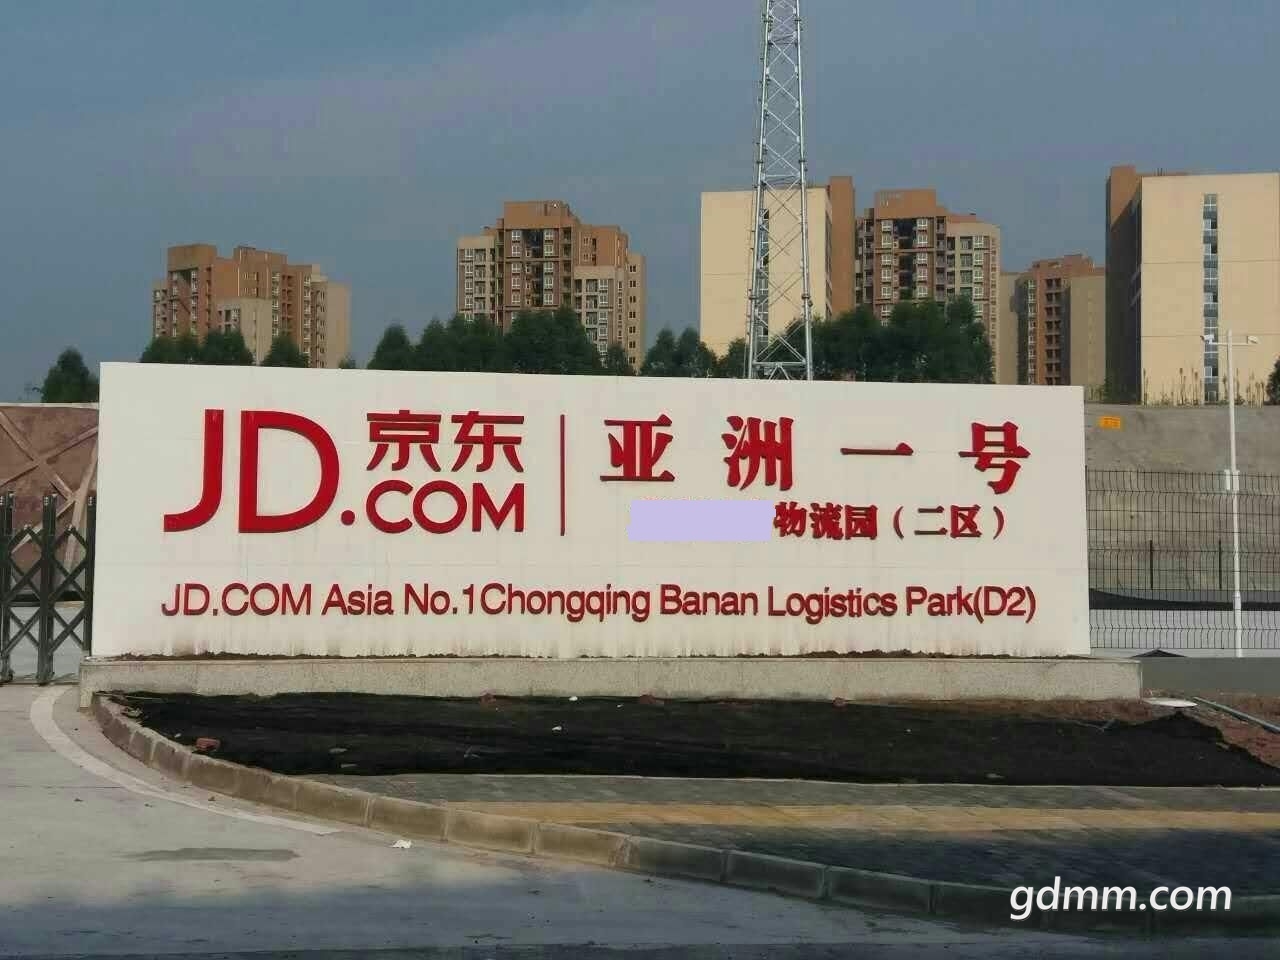 JD.COM 京东
亚洲一号
物流园（二区）
JD.COM Asia No.1Chongqing Banan Logistics Park(D2)
gdmm.com